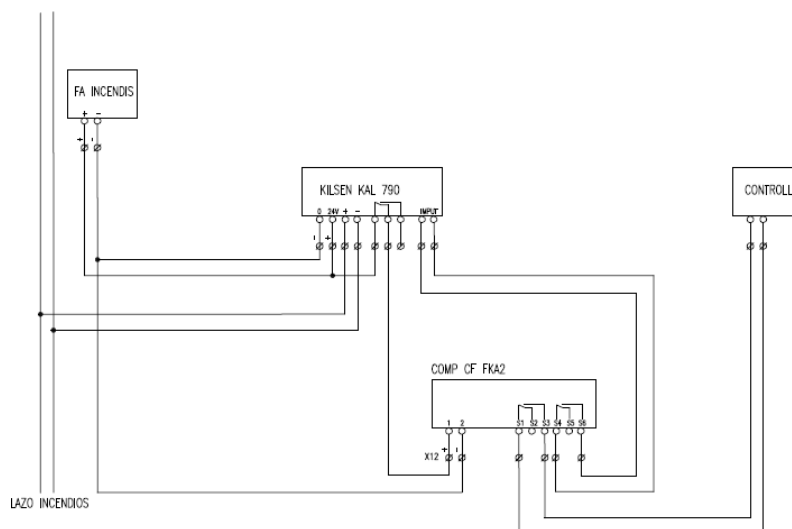 FA INCENDIS
+ -
+ -
KILSEN KAL 790
0 24V + - IMPUT
- +
CONTROLL
COMP CF FKA2
1 2 S1 S2 S3 S4 S5 S6
X12 + -
LAZO INCENDIOS